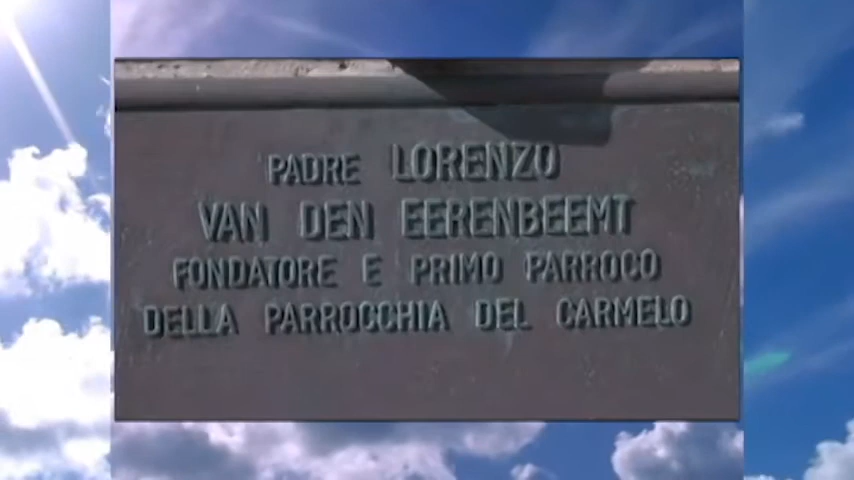 PADRE LORENZO
VAN DEN EERENBEEMT
FONDATORE E PRIMO PARROCO
DELLA PARROCCHIA DEL CARMELO